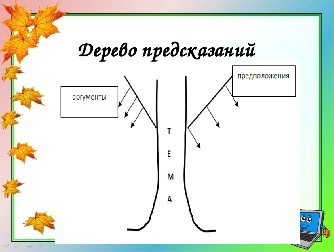 Дерево предсказаний
аргументы
предположения
Т
Е
М
А